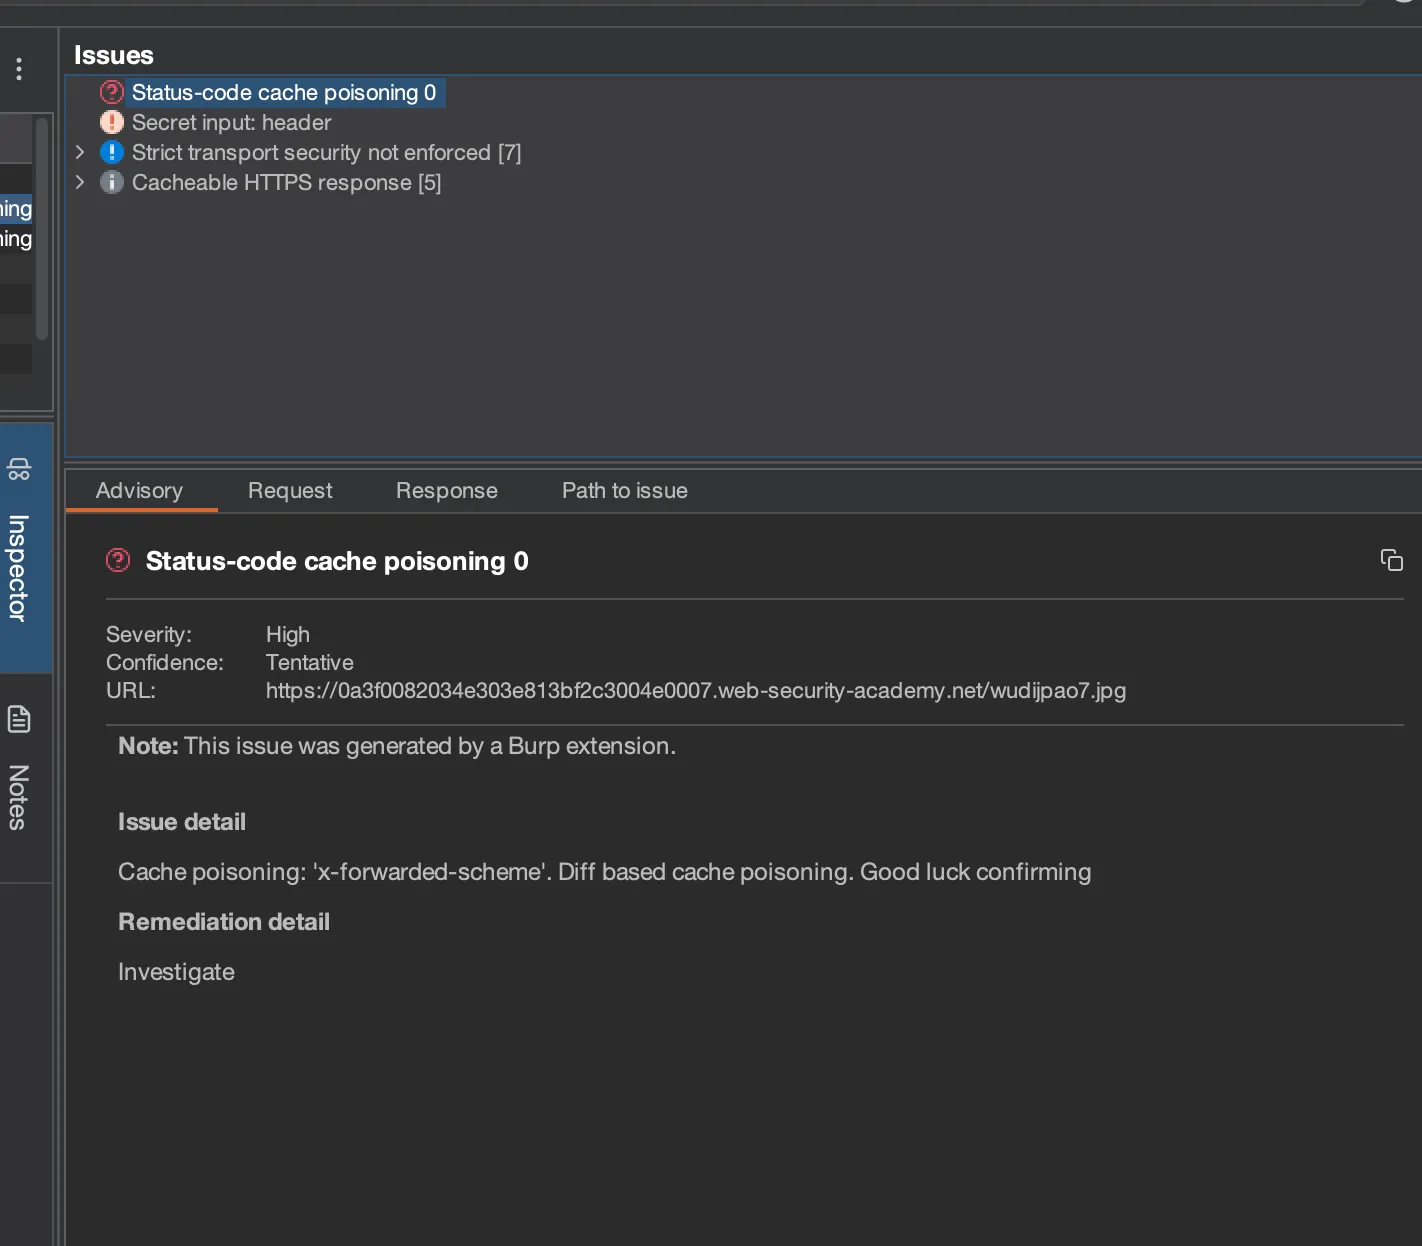 Issues
Status-code cache poisoning 0
Secret input: header
Strict transport security not enforced [7]
Cacheable HTTPS response [5]
ning
ning
Inspector
Notes
Advisory Request Response Path to issue
Status-code cache poisoning 0
Severity: High
Confidence: Tentative
URL: https://0a3f0082034e303e813bf2c3004e0007.web-security-academy.net/wudijpao7.jpg
Note: This issue was generated by a Burp extension.
Issue detail
Cache poisoning: 'x-forwarded-scheme'. Diff based cache poisoning. Good luck confirming
Remediation detail
Investigate